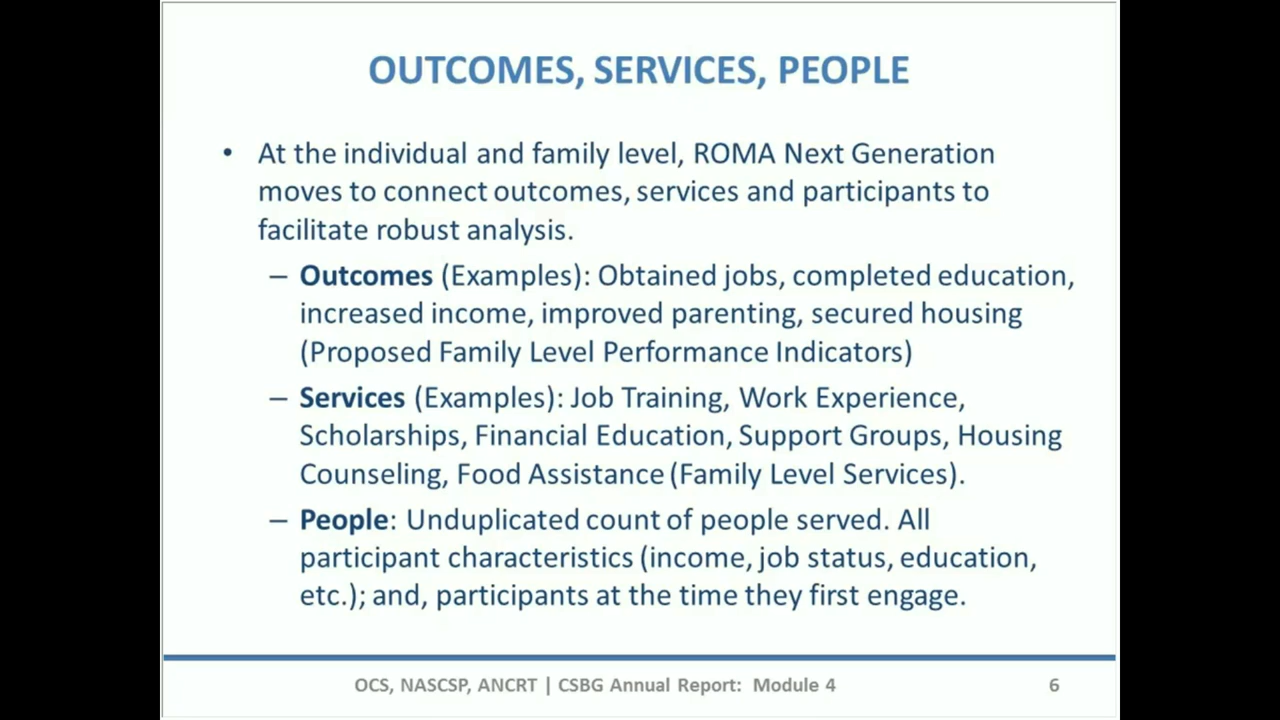 OUTCOMES, SERVICES, PEOPLE
• At the individual and family level, ROMA Next Generation
moves to connect outcomes, services and participants to
facilitate robust analysis.
– Outcomes (Examples): Obtained jobs, completed education,
increased income, improved parenting, secured housing
(Proposed Family Level Performance Indicators)
– Services (Examples): Job Training, Work Experience,
Scholarships, Financial Education, Support Groups, Housing
Counseling, Food Assistance (Family Level Services).
– People: Unduplicated count of people served. All
participant characteristics (income, job status, education,
etc.); and, participants at the time they first engage.
OCS, NASCSP, ANCRT | CSBG Annual Report: Module 4
6